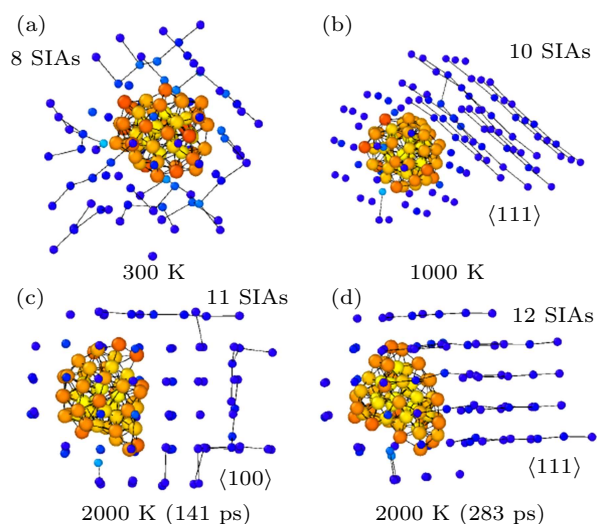 (a)
8 SIAs
300 K
(b)
10 SIAs
⟨111⟩
1000 K
(c)
11 SIAs
⟨100⟩
2000 K (141 ps)
(d)
12 SIAs
⟨111⟩
2000 K (283 ps)